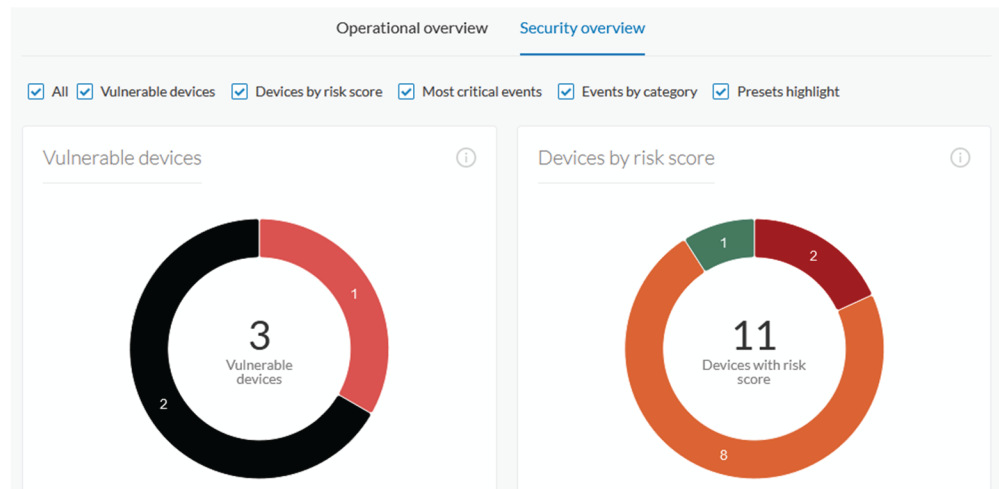 Operational overview Security overview
All Vulnerable devices Devices by risk score Most critical events Events by category Presets highlight
Vulnerable devices
Devices by risk score
1
2
3
Vulnerable
devices
1
2
8
11
Devices with risk
score